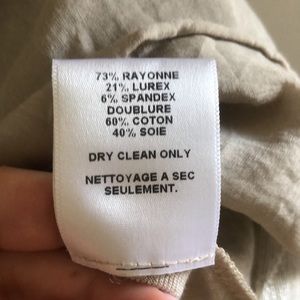 73% RAYONNE
21% LUREX
6% SPANDEX
DOUBLURE
60% COTON
40% SOIE
DRY CLEAN ONLY
NETTOYAGE A SEC
SEULEMENT.